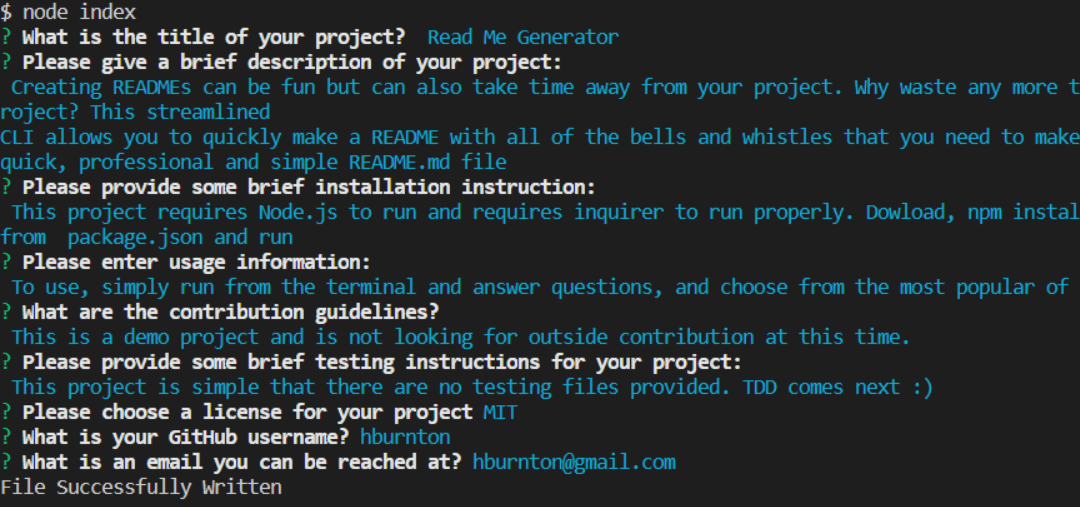 $ node index
? What is the title of your project?  Read Me Generator
? Please give a brief description of your project:
 Creating READMEs can be fun but can also take time away from your project. Why waste any more t
roject? This streamlined
CLI allows you to quickly make a README with all of the bells and whistles that you need to make
quick, professional and simple README.md file
? Please provide some brief installation instruction:
 This project requires Node.js to run and requires inquirer to run properly. Dowload, npm instal
from  package.json and run
? Please enter usage information:
 To use, simply run from the terminal and answer questions, and choose from the most popular of
? What are the contribution guidelines?
 This is a demo project and is not looking for outside contribution at this time.
? Please provide some brief testing instructions for your project:
 This project is simple that there are no testing files provided. TDD comes next :)
? Please choose a license for your project MIT
? What is your GitHub username? hburnton
? What is an email you can be reached at? hburnton@gmail.com
File Successfully Written